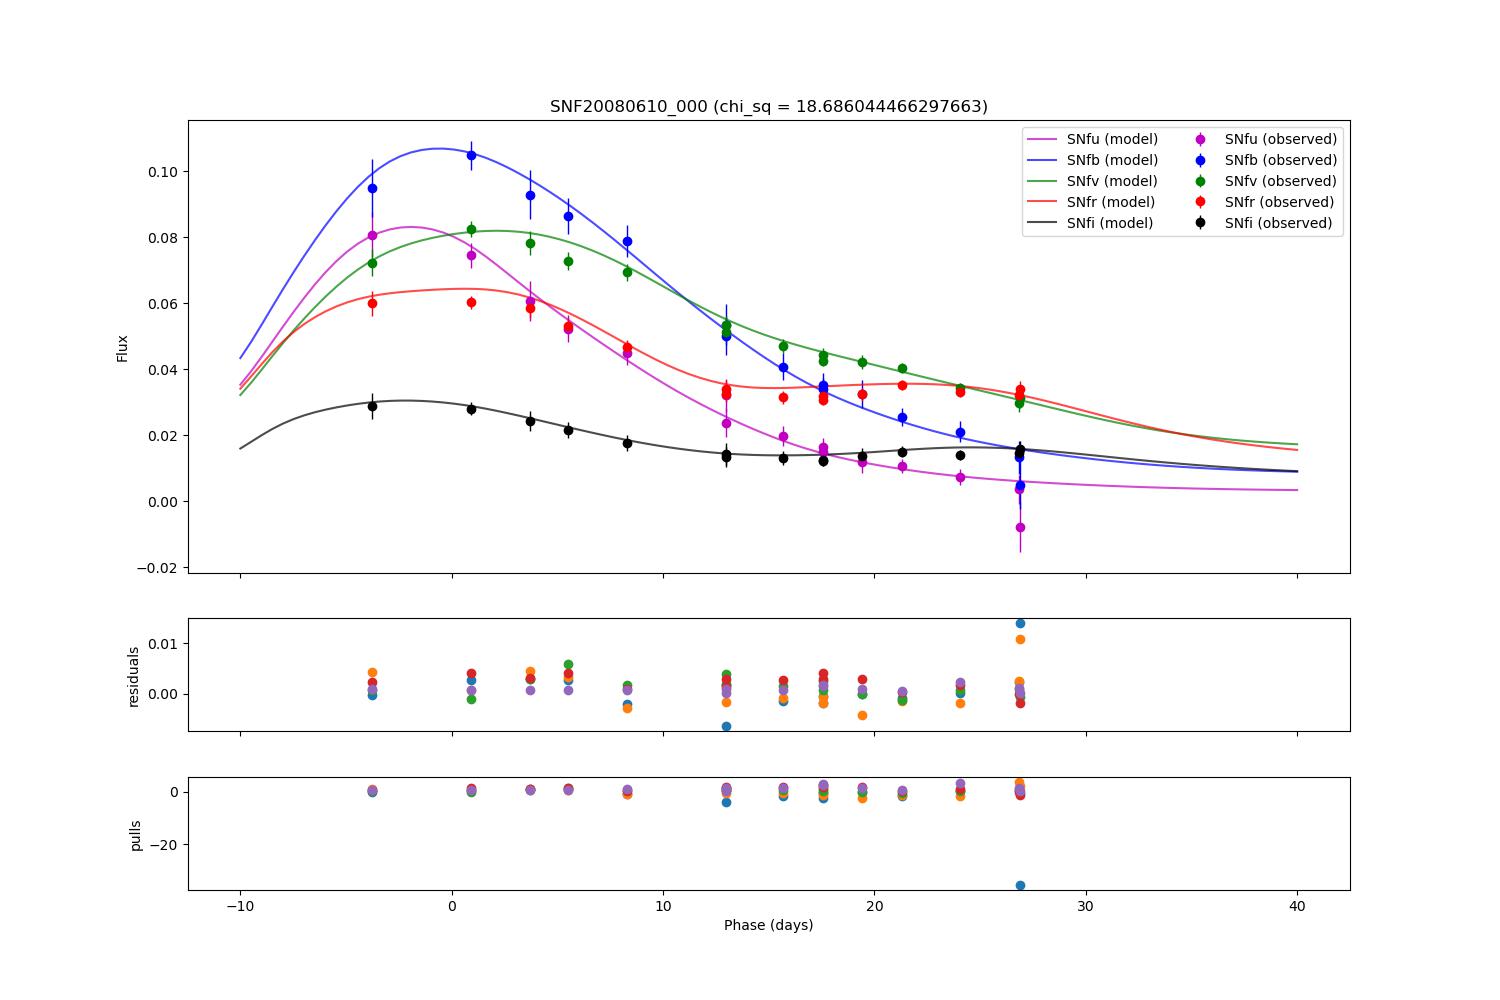 SNF20080610_000 (chi_sq = 18.686044466297663)
SNfu (model) SNfu (observed)
SNfb (model) SNfb (observed)
SNfv (model) SNfv (observed)
SNfr (model) SNfr (observed)
SNfi (model) SNfi (observed)
Flux
0.10
0.08
0.06
0.04
0.02
0.00
−0.02
residuals
0.01
0.00
pulls
0
−20
−10 0 10 20 30 40
Phase (days)